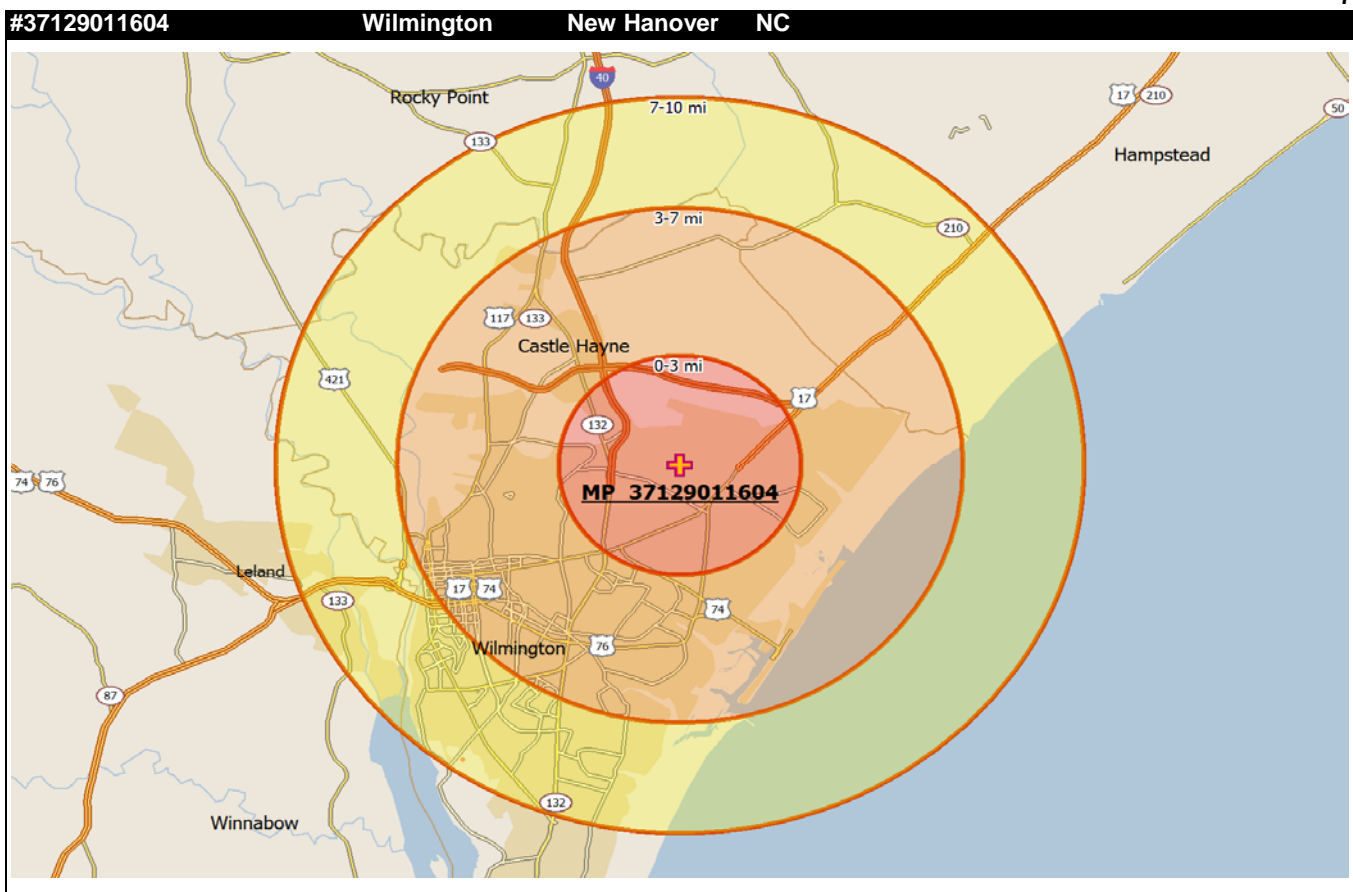 #37129011604 Wilmington New Hanover NC
40
Rocky Point
7-10 mi
17 210
50
133
Hampstead
3-7 mi
210
117 133
Castle Hayne
0-3 mi
421
17
132
74 76
MP 37129011604
Leland
17 74
133
74
Wilmington
76
87
132
Winnabow